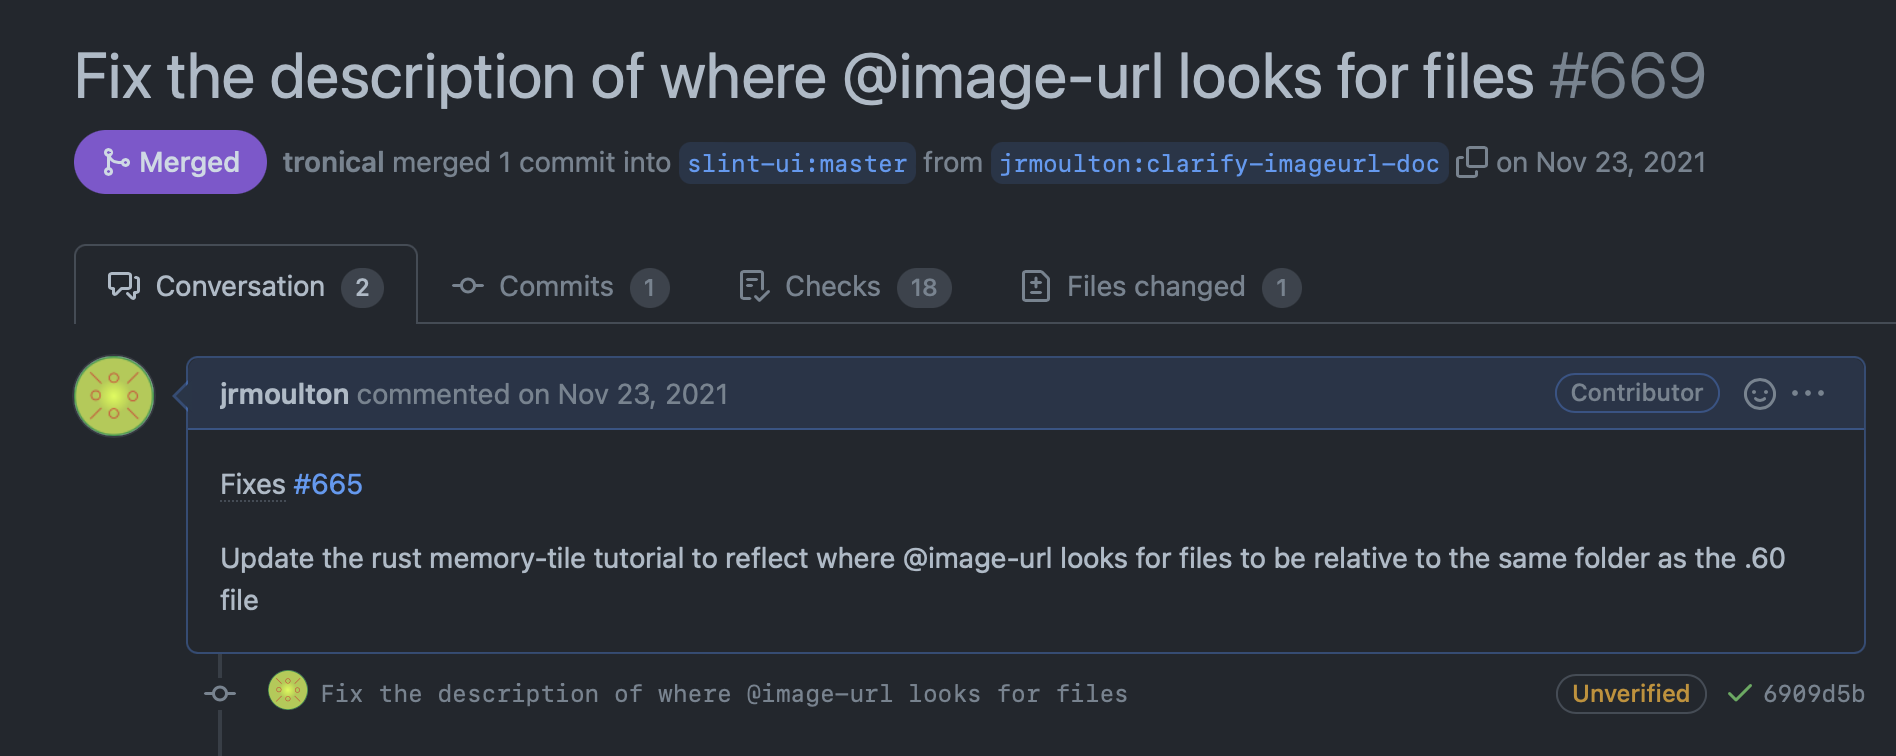 Fix the description of where @image-url looks for files #669
Merged tronical merged 1 commit into slint-ui:master from jrmoulton:clarify-imageurl-doc on Nov 23, 2021
Conversation 2 Commits 1 Checks 18 Files changed 1
jrmoulton commented on Nov 23, 2021 Contributor
Fixes #665
Update the rust memory-tile tutorial to reflect where @image-url looks for files to be relative to the same folder as the .60
file
Fix the description of where @image-url looks for files Unverified 6909d5b